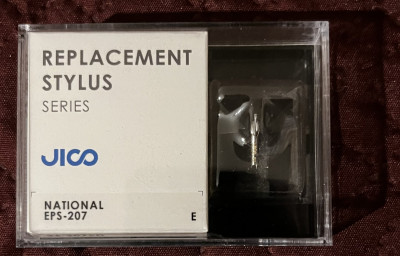 REPLACEMENT
STYLUS
SERIES
JICO
NATIONAL
EPS-207
E